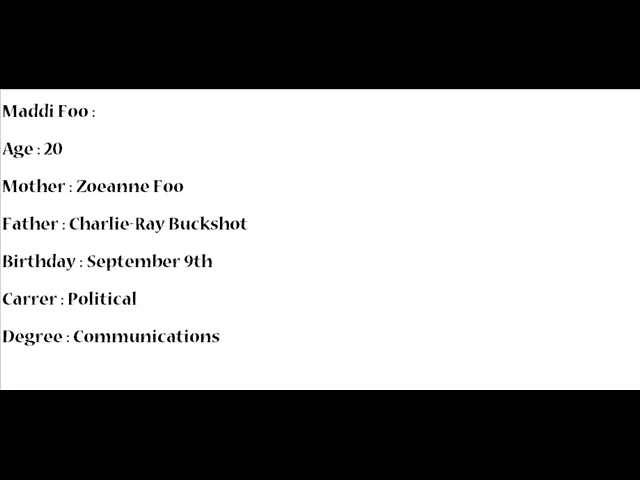 Maddi Foo :
Age : 20
Mother : Zoeanne Foo
Father : Charlie-Ray Buckshot
Birthday : September 9th
Carrer : Political
Degree : Communications